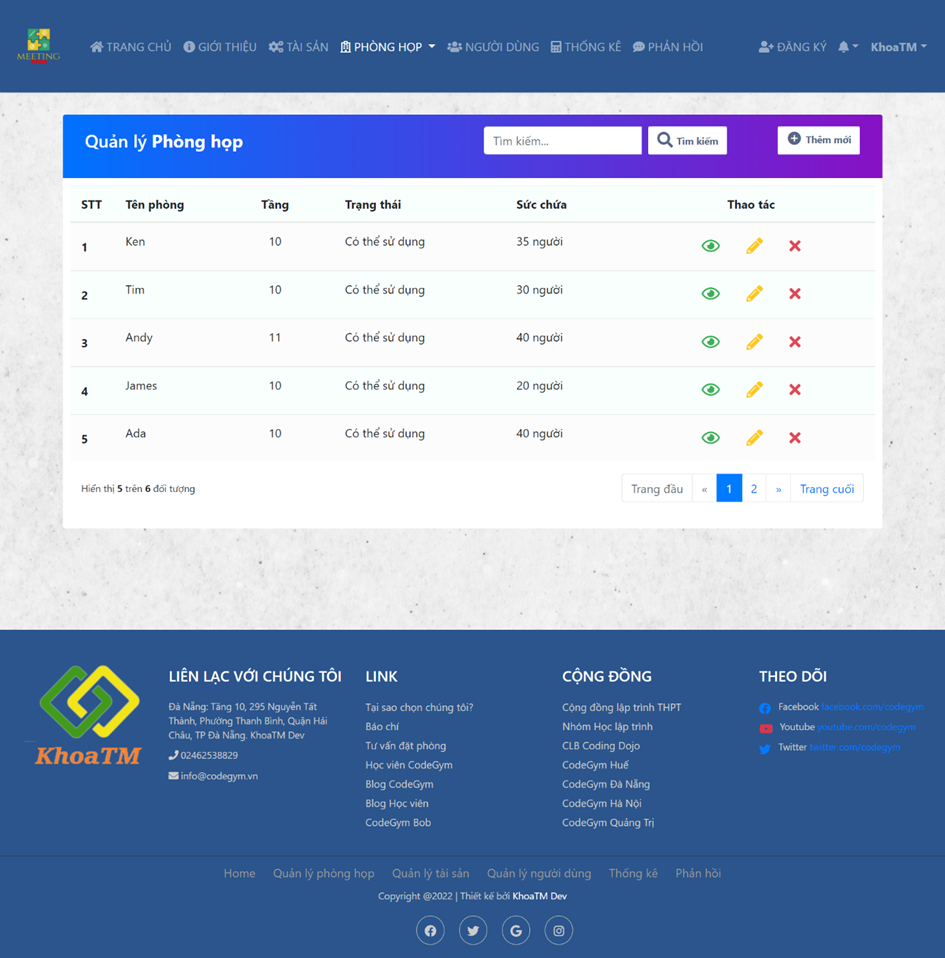 MEETING
TRANG CHỦ GIỚI THIỆU TÀI SẢN PHÒNG HỌP NGƯỜI DÙNG THỐNG KÊ PHẢN HỒI ĐĂNG KÝ KhoaTM
Quản lý Phòng họp Tìm kiếm... Tìm kiếm Thêm mới
STT Tên phòng Tầng Trạng thái Sức chứa Thao tác
1 Ken 10 Có thể sử dụng 35 người
2 Tim 10 Có thể sử dụng 30 người
3 Andy 11 Có thể sử dụng 40 người
4 James 10 Có thể sử dụng 20 người
5 Ada 10 Có thể sử dụng 40 người
Hiển thị 5 trên 6 đối tượng
Trang đầu « 1 2 » Trang cuối
KhoaTM
LIÊN LẠC VỚI CHÚNG TÔI
Đà Nẵng: Tầng 10, 295 Nguyễn Tất
Thành, Phường Thanh Bình, Quận Hải
Châu, TP Đà Nẵng. KhoaTM Dev
02462538829
info@codegym.vn
LINK
Tại sao chọn chúng tôi?
Báo chí
Tư vấn đặt phòng
Học viên CodeGym
Blog CodeGym
Blog Học viên
CodeGym Bob
CỘNG ĐỒNG
Cộng đồng lập trình THPT
Nhóm Học lập trình
CLB Coding Dojo
CodeGym Huế
CodeGym Đà Nẵng
CodeGym Hà Nội
CodeGym Quảng Trị
THEO DÕI
Facebook facebook.com/codegym
Youtube youtube.com/codegym
Twitter twitter.com/codegym
Home Quản lý phòng họp Quản lý tài sản Quản lý người dùng Thống kê Phản hồi
Copyright @2022 | Thiết kế bởi KhoaTM Dev